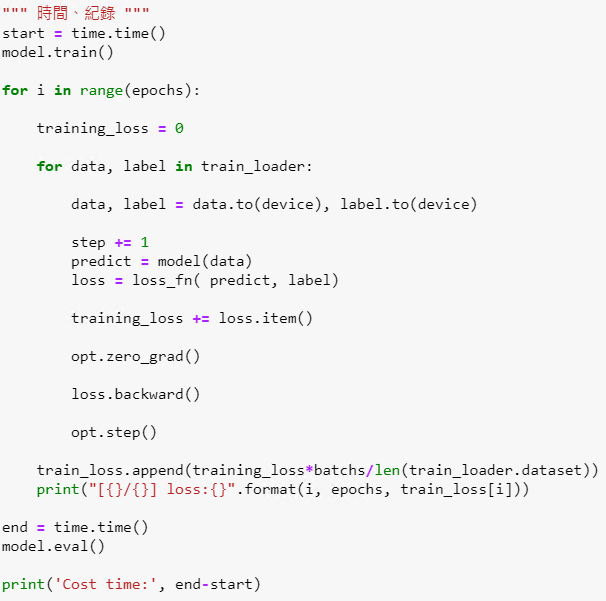 """ 時間、紀錄 """
start = time.time()
model.train()
for i in range(epochs):
training_loss = 0
for data, label in train_loader:
data, label = data.to(device), label.to(device)
step += 1
predict = model(data)
loss = loss_fn( predict, label)
training_loss += loss.item()
opt.zero_grad()
loss.backward()
opt.step()
train_loss.append(training_loss*batchs/len(train_loader.dataset))
print("[{}/{}] loss:{}".format(i, epochs, train_loss[i]))
end = time.time()
model.eval()
print('Cost time:', end-start)